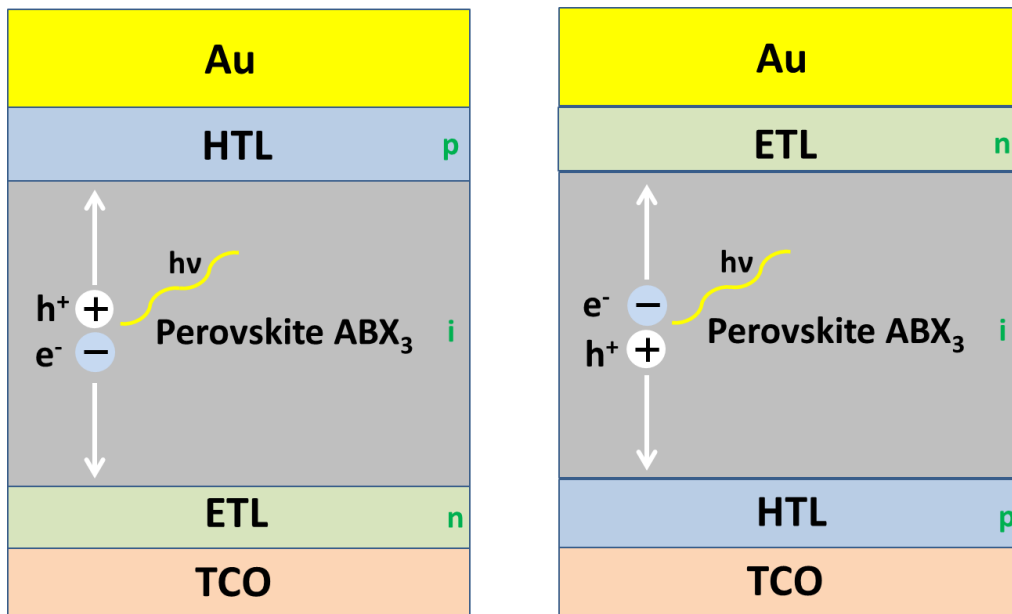 Au
HTL p
hν
h⁺ +
Perovskite ABX₃ i
e⁻ −
ETL n
TCO
Au
ETL n
hν
e⁻ −
Perovskite ABX₃ i
h⁺ +
HTL p
TCO